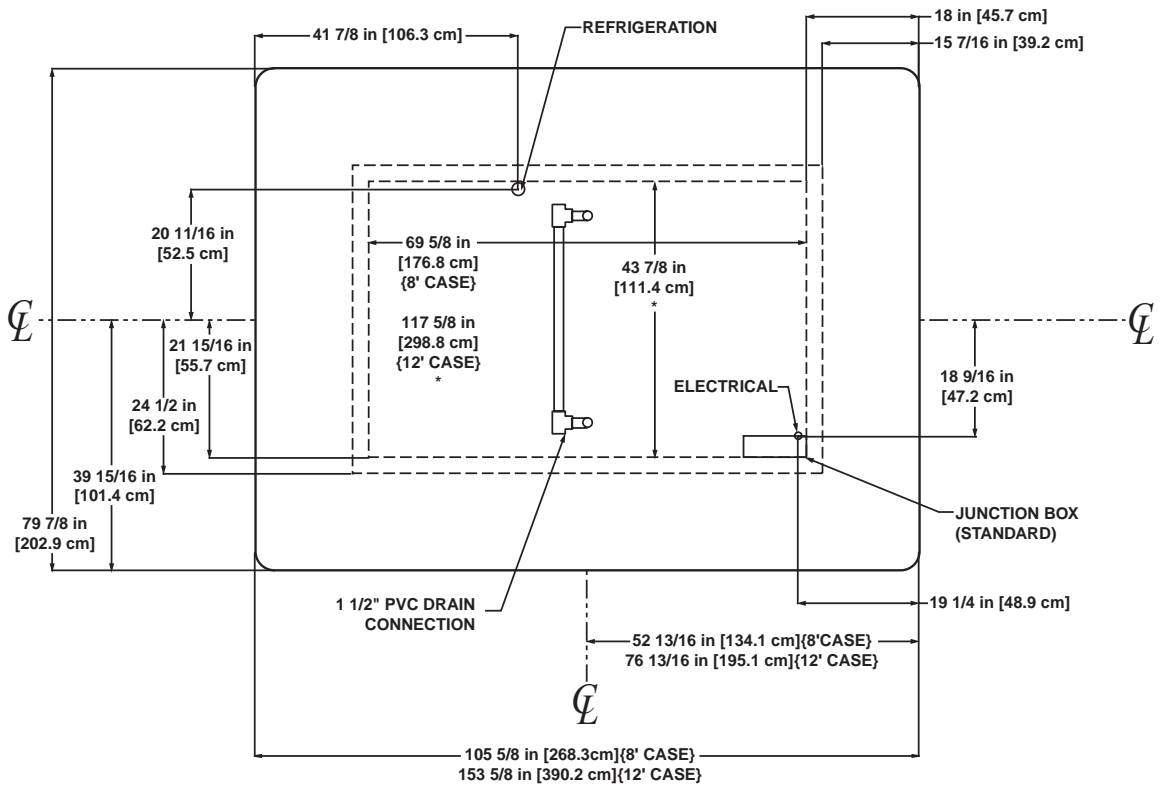 18 in [45.7 cm]
41 7/8 in [106.3 cm]
REFRIGERATION
15 7/16 in [39.2 cm]
20 11/16 in
[52.5 cm]
69 5/8 in
[176.8 cm]
{8' CASE}
43 7/8 in
[111.4 cm]
*
117 5/8 in
[298.8 cm]
{12' CASE}
*
℄
℄
21 15/16 in
[55.7 cm]
24 1/2 in
[62.2 cm]
39 15/16 in
[101.4 cm]
79 7/8 in
[202.9 cm]
ELECTRICAL
18 9/16 in
[47.2 cm]
JUNCTION BOX
(STANDARD)
1 1/2" PVC DRAIN
CONNECTION
19 1/4 in [48.9 cm]
52 13/16 in [134.1 cm]{8'CASE}
76 13/16 in [195.1 cm]{12' CASE}
℄
105 5/8 in [268.3cm]{8' CASE}
153 5/8 in [390.2 cm]{12' CASE}